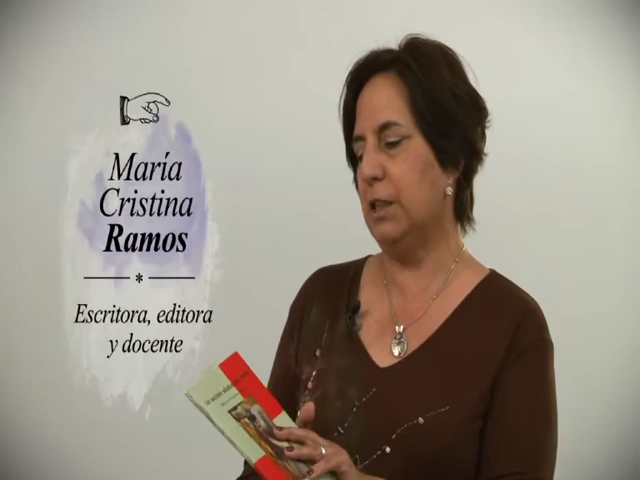 María
Cristina
Ramos
Escritora, editora
y docente